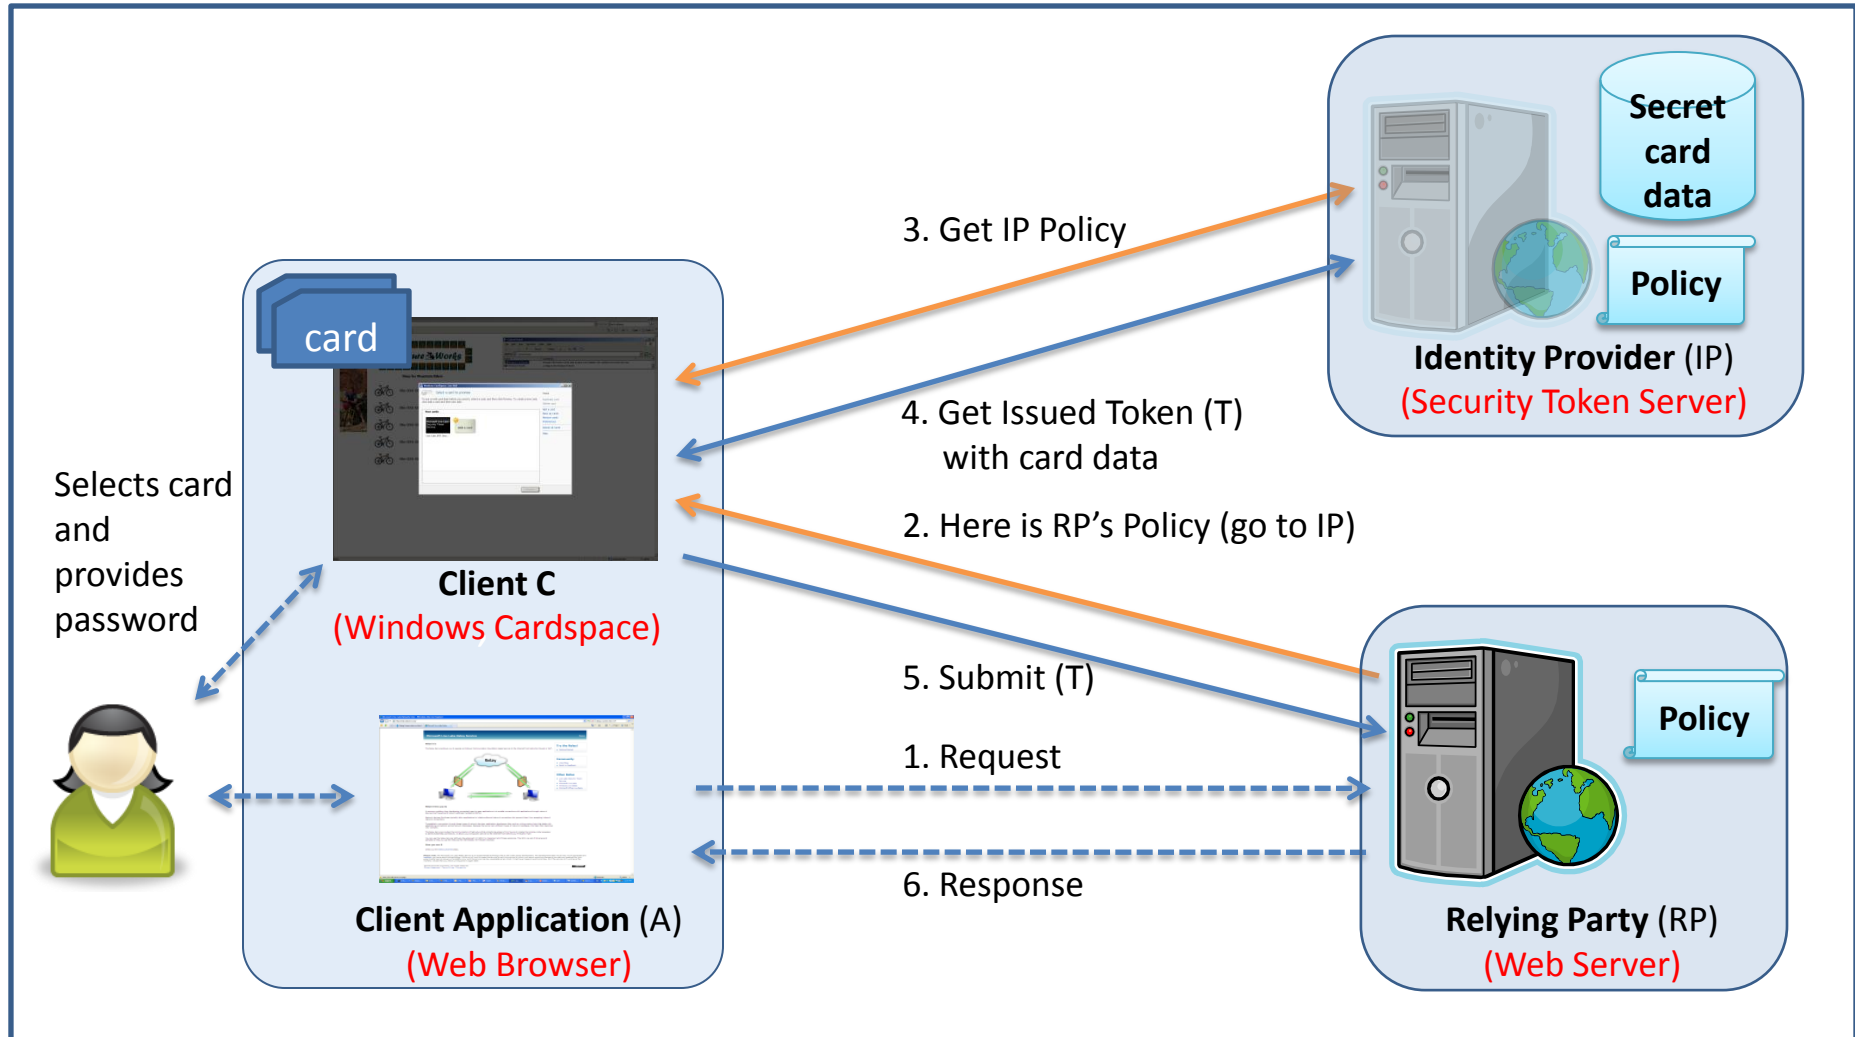 Secret
card
data
Policy
Identity Provider (IP)
(Security Token Server)
3. Get IP Policy
card
4. Get Issued Token (T)
with card data
2. Here is RP's Policy (go to IP)
Selects card
and
provides
password
Client C
(Windows Cardspace)
5. Submit (T)
1. Request
6. Response
Policy
Client Application (A)
(Web Browser)
Relying Party (RP)
(Web Server)